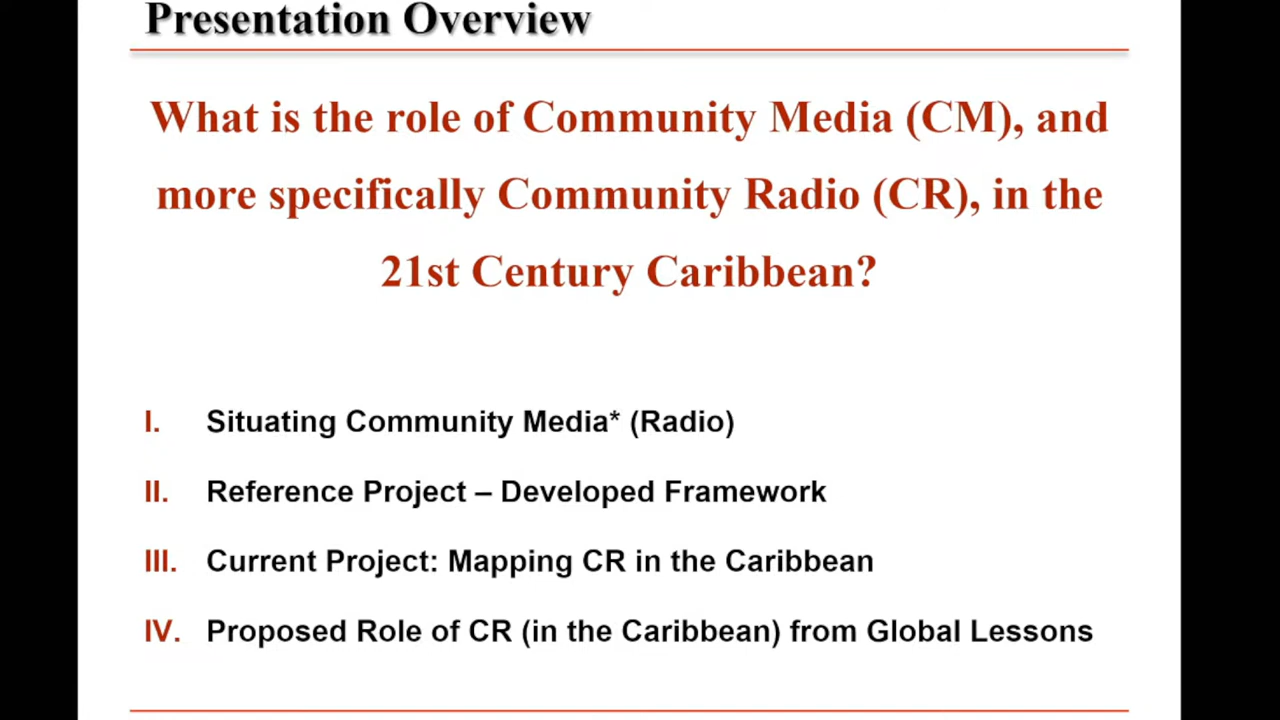 Presentation Overview
What is the role of Community Media (CM), and
more specifically Community Radio (CR), in the
21st Century Caribbean?
I. Situating Community Media* (Radio)
II. Reference Project – Developed Framework
III. Current Project: Mapping CR in the Caribbean
IV. Proposed Role of CR (in the Caribbean) from Global Lessons